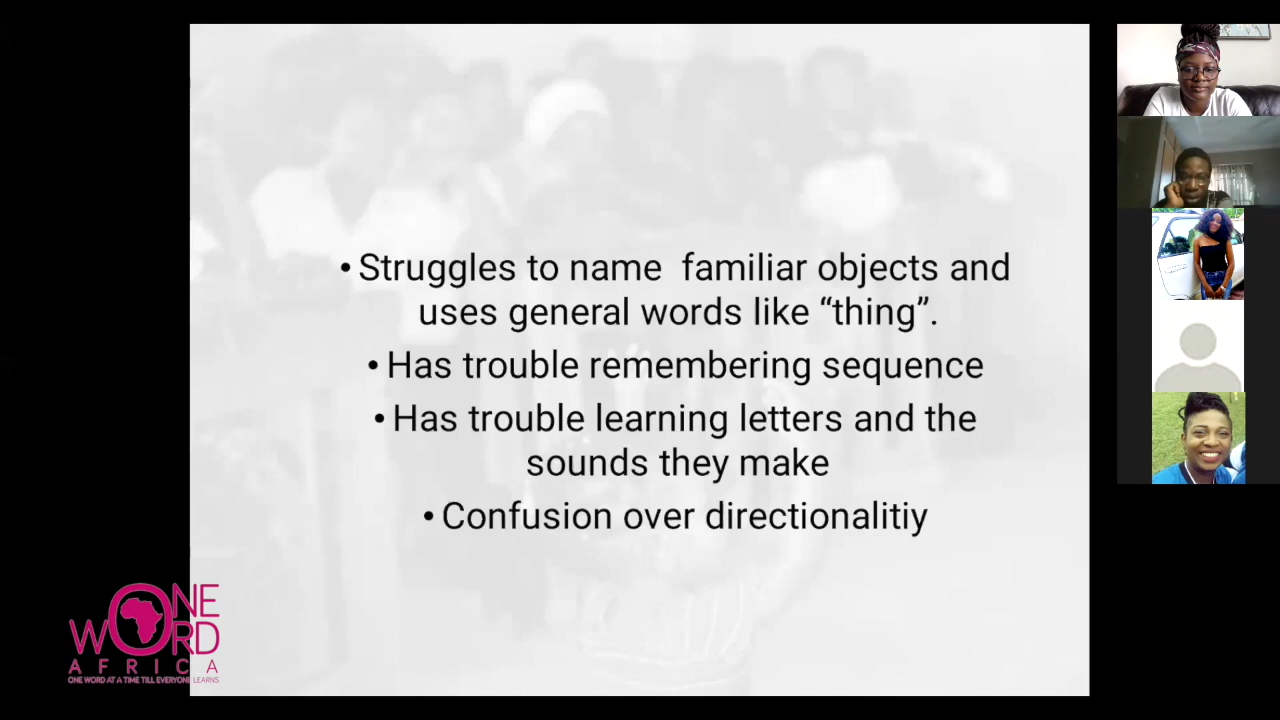 • Struggles to name  familiar objects and
uses general words like “thing”.
• Has trouble remembering sequence
• Has trouble learning letters and the
sounds they make
• Confusion over directionalitiy
ONE
WORD
AFRICA
ONE WORD AT A TIME TILL EVERYONE LEARNS